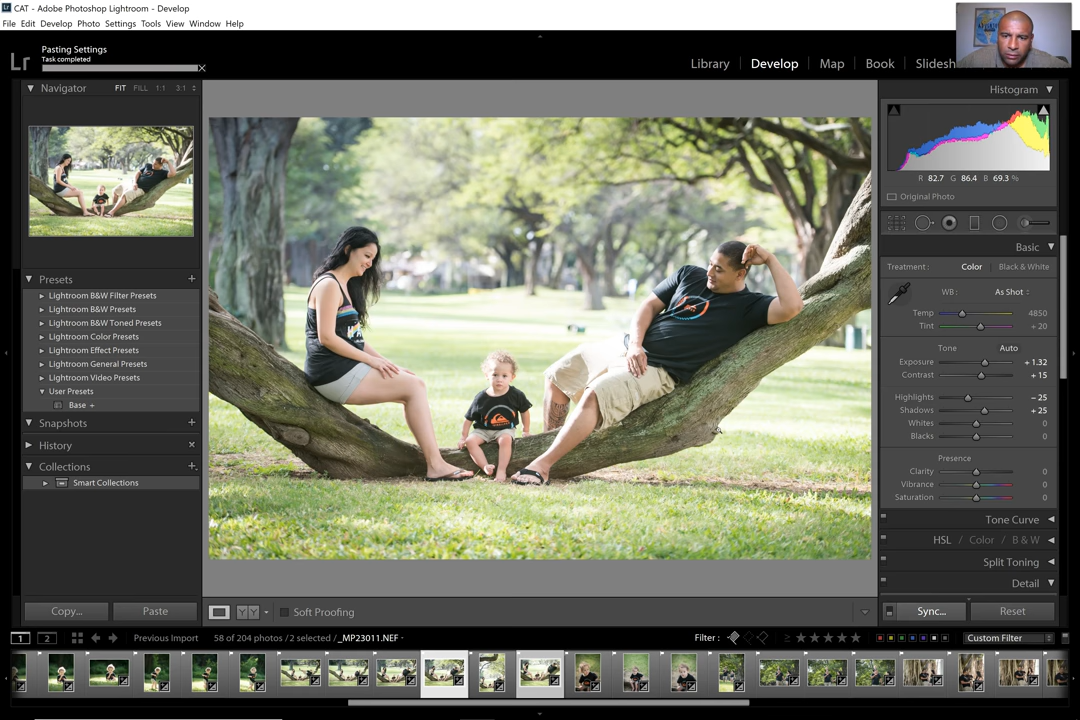 CAT - Adobe Photoshop Lightroom - Develop
File Edit Develop Photo Settings Tools View Window Help
Lr
Pasting Settings
Task completed
Library | Develop | Map | Book | Slidesh
Navigator FIT FILL 1:1 3:1
Presets +
Lightroom B&W Filter Presets
Lightroom B&W Presets
Lightroom B&W Toned Presets
Lightroom Color Presets
Lightroom Effect Presets
Lightroom General Presets
Lightroom Video Presets
User Presets
Base +
Snapshots +
History ×
Collections +
Smart Collections
Copy... Paste
Histogram
R 82.7 G 86.4 B 69.3 %
Original Photo
Basic
Treatment : Color | Black & White
WB : As Shot
Temp 4850
Tint + 20
Tone Auto
Exposure + 1.32
Contrast + 15
Highlights − 25
Shadows + 25
Whites 0
Blacks 0
Presence
Clarity 0
Vibrance 0
Saturation 0
Tone Curve
HSL / Color / B & W
Split Toning
Detail
Sync... Reset
YY Soft Proofing
1 2 Previous Import 58 of 204 photos / 2 selected / _MP23011.NEF Filter : ≥ ★★★★★ Custom Filter